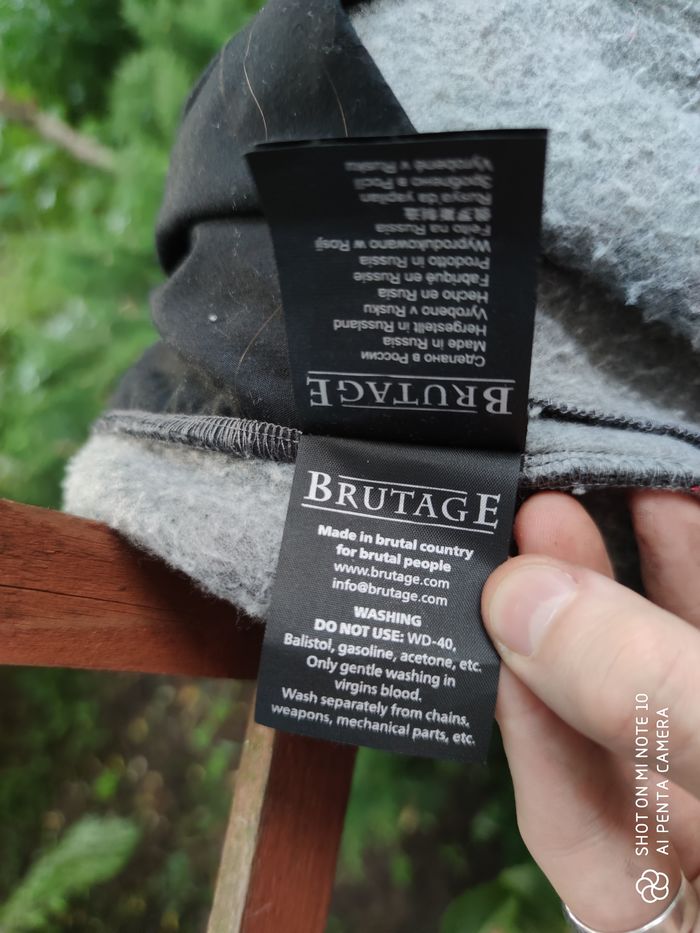 Vyrobené v Rusku
Зроблено в Росії
Rusya da yapılan
俄罗斯制造
Feito na Russia
Wyprodukowano w Rosji
Prodotto in Russia
Fabriqué en Russie
Hecho en Rusia
Vyrobeno v Rusku
Hergestellt in Russland
Made in Russia
Сделано в России
BRUTAGE
BRUTAGE
Made in brutal country
for brutal people
www.brutage.com
info@brutage.com
WASHING
DO NOT USE: WD-40,
Balistol, gasoline, acetone, etc.
Only gentle washing in
virgins blood.
Wash separately from chains,
weapons, mechanical parts, etc.
SHOT ON MI NOTE 10
AI PENTA CAMERA